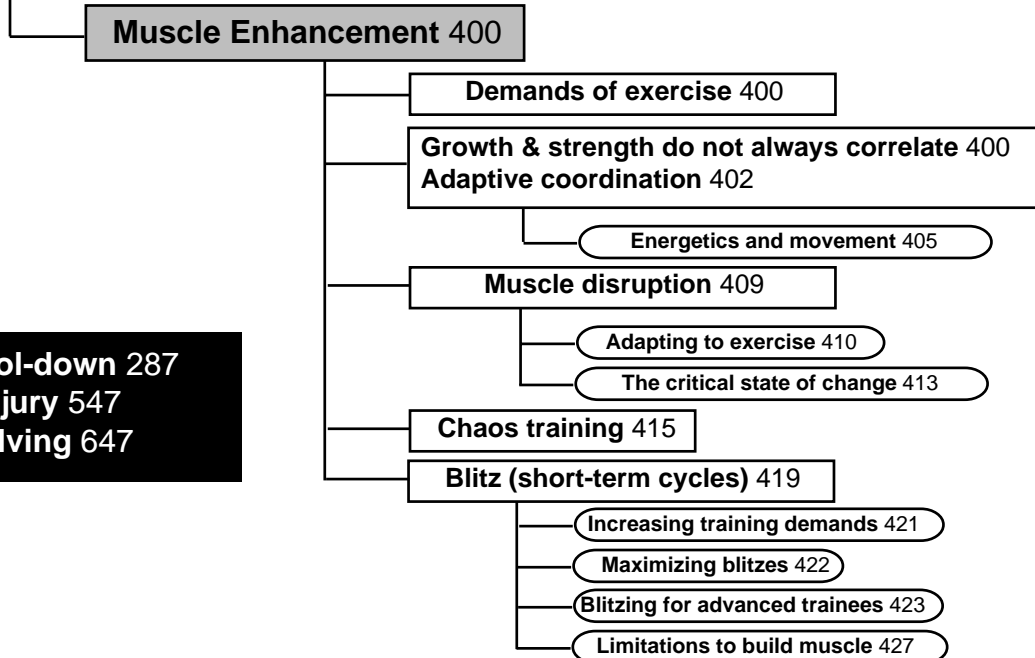 Muscle Enhancement 400
Demands of exercise 400
Growth & strength do not always correlate 400
Adaptive coordination 402
Energetics and movement 405
Muscle disruption 409
Adapting to exercise 410
The critical state of change 413
Chaos training 415
Blitz (short-term cycles) 419
Increasing training demands 421
Maximizing blitzes 422
Blitzing for advanced trainees 423
Limitations to build muscle 427
ol-down 287
jury 547
lving 647